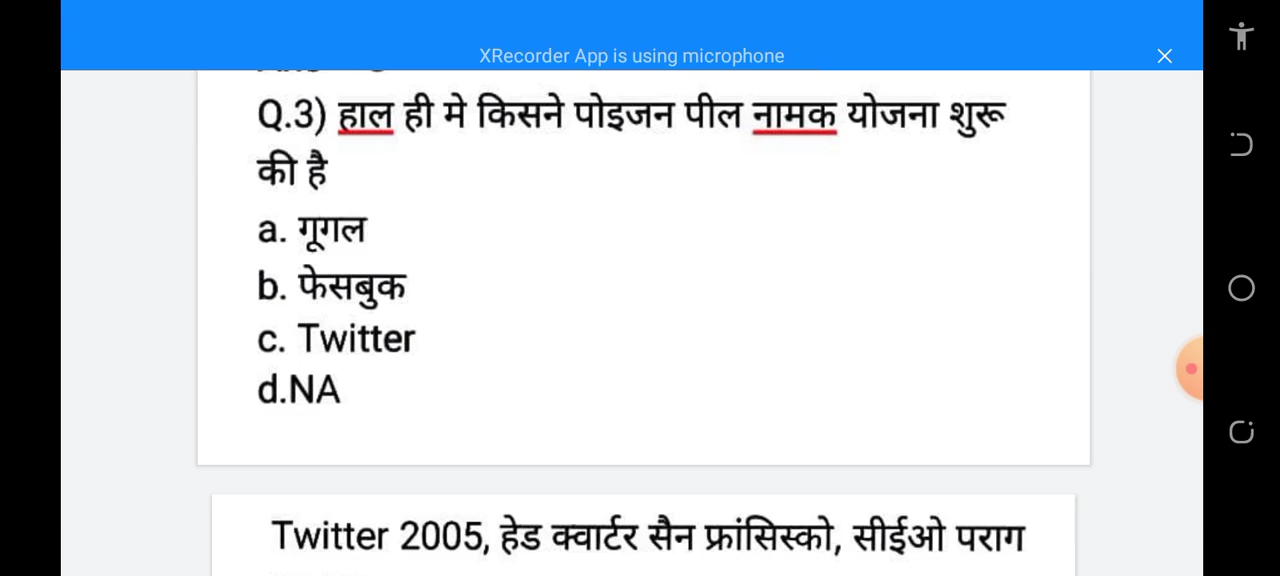 XRecorder App is using microphone
Q.3) हाल ही मे किसने पोइजन पील नामक योजना शुरू
की है
a. गूगल
b. फेसबुक
c. Twitter
d.NA
Twitter 2005, हेड क्वार्टर सैन फ्रांसिस्को, सीईओ पराग